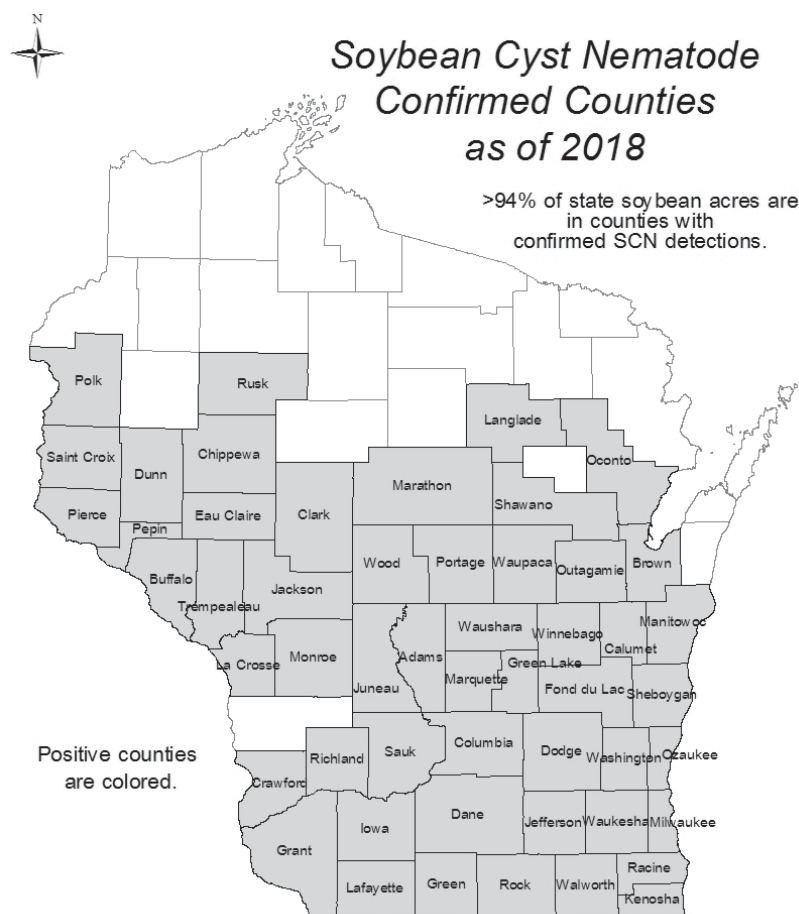 N
Soybean Cyst Nematode
Confirmed Counties
as of 2018
>94% of state soybean acres are
in counties with
confirmed SCN detections.
Polk
Rusk
Langlade
Saint Croix
Dunn
Chippewa
Oconto
Marathon
Shawano
Pierce
Pepin
Eau Claire
Clark
Wood
Portage
Waupaca
Outagamie
Brown
Buffalo
Trempealeau
Jackson
Waushara
Winnebago
Manitowoc
Calumet
La Crosse
Monroe
Juneau
Adams
Marquette
Green Lake
Fond du Lac
Sheboygan
Positive counties
are colored.
Richland
Sauk
Columbia
Dodge
Washington
Ozaukee
Crawford
Grant
Iowa
Dane
Jefferson
Waukesha
Milwaukee
Lafayette
Green
Rock
Walworth
Racine
Kenosha